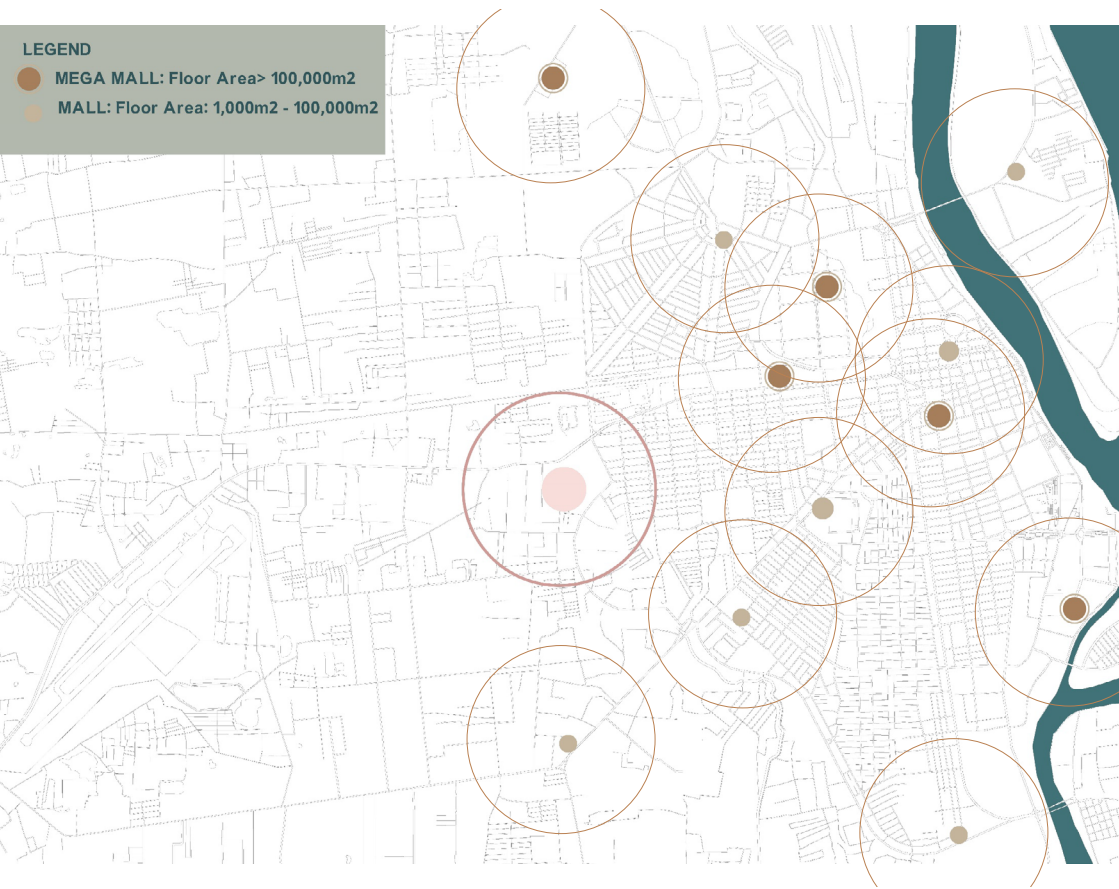 LEGEND
MEGA MALL: Floor Area> 100,000m2
MALL: Floor Area: 1,000m2 - 100,000m2